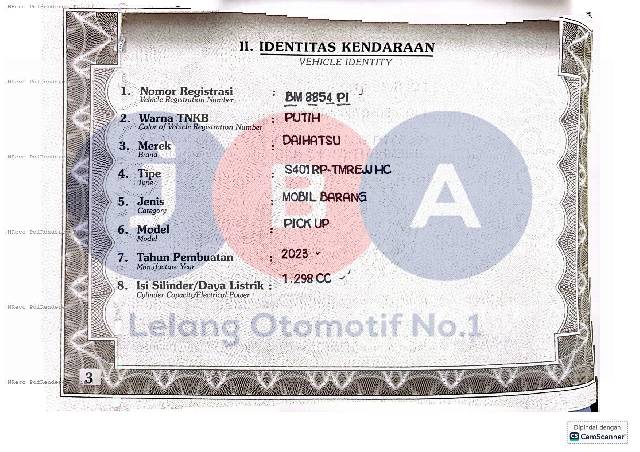 II. IDENTITAS KENDARAAN
VEHICLE IDENTITY
1. Nomor Registrasi : BM 8854 PI
Vehicle Registration Number
2. Warna TNKB : PUTIH
Color of Vehicle Registration Number
3. Merek : DAIHATSU
Brand
4. Tipe : S401RP-TMREJJ HC
Type
5. Jenis : MOBIL BARANG
Category
6. Model : PICK UP
Model
7. Tahun Pembuatan : 2023
Manufacture Year
8. Isi Silinder/Daya Listrik : 1.298 CC
Cylinder Capacity/Electrical Power
JBA
Lelang Otomotif No.1
3
Dipindai dengan
CS CamScanner